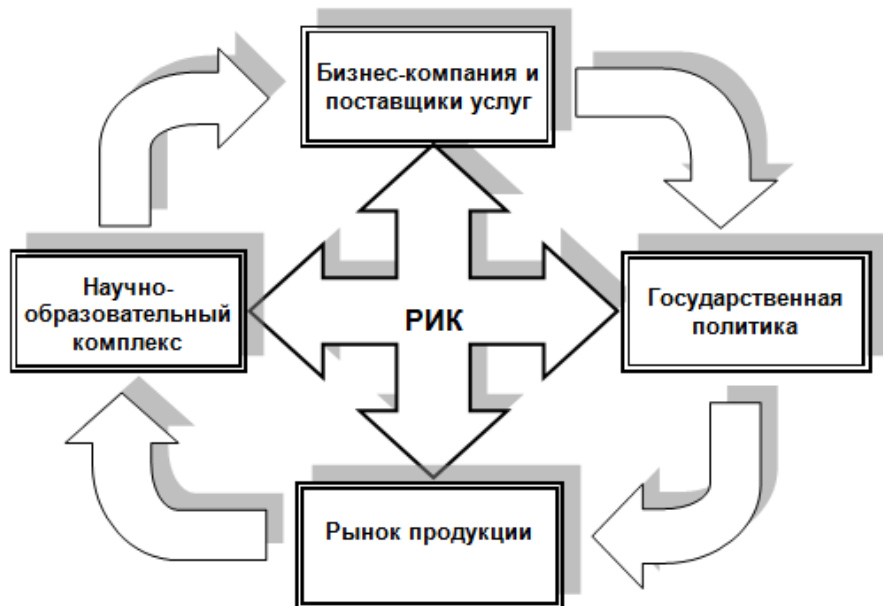 Бизнес-компания и
поставщики услуг
Научно-
образовательный
комплекс
РИК
Государственная
политика
Рынок продукции